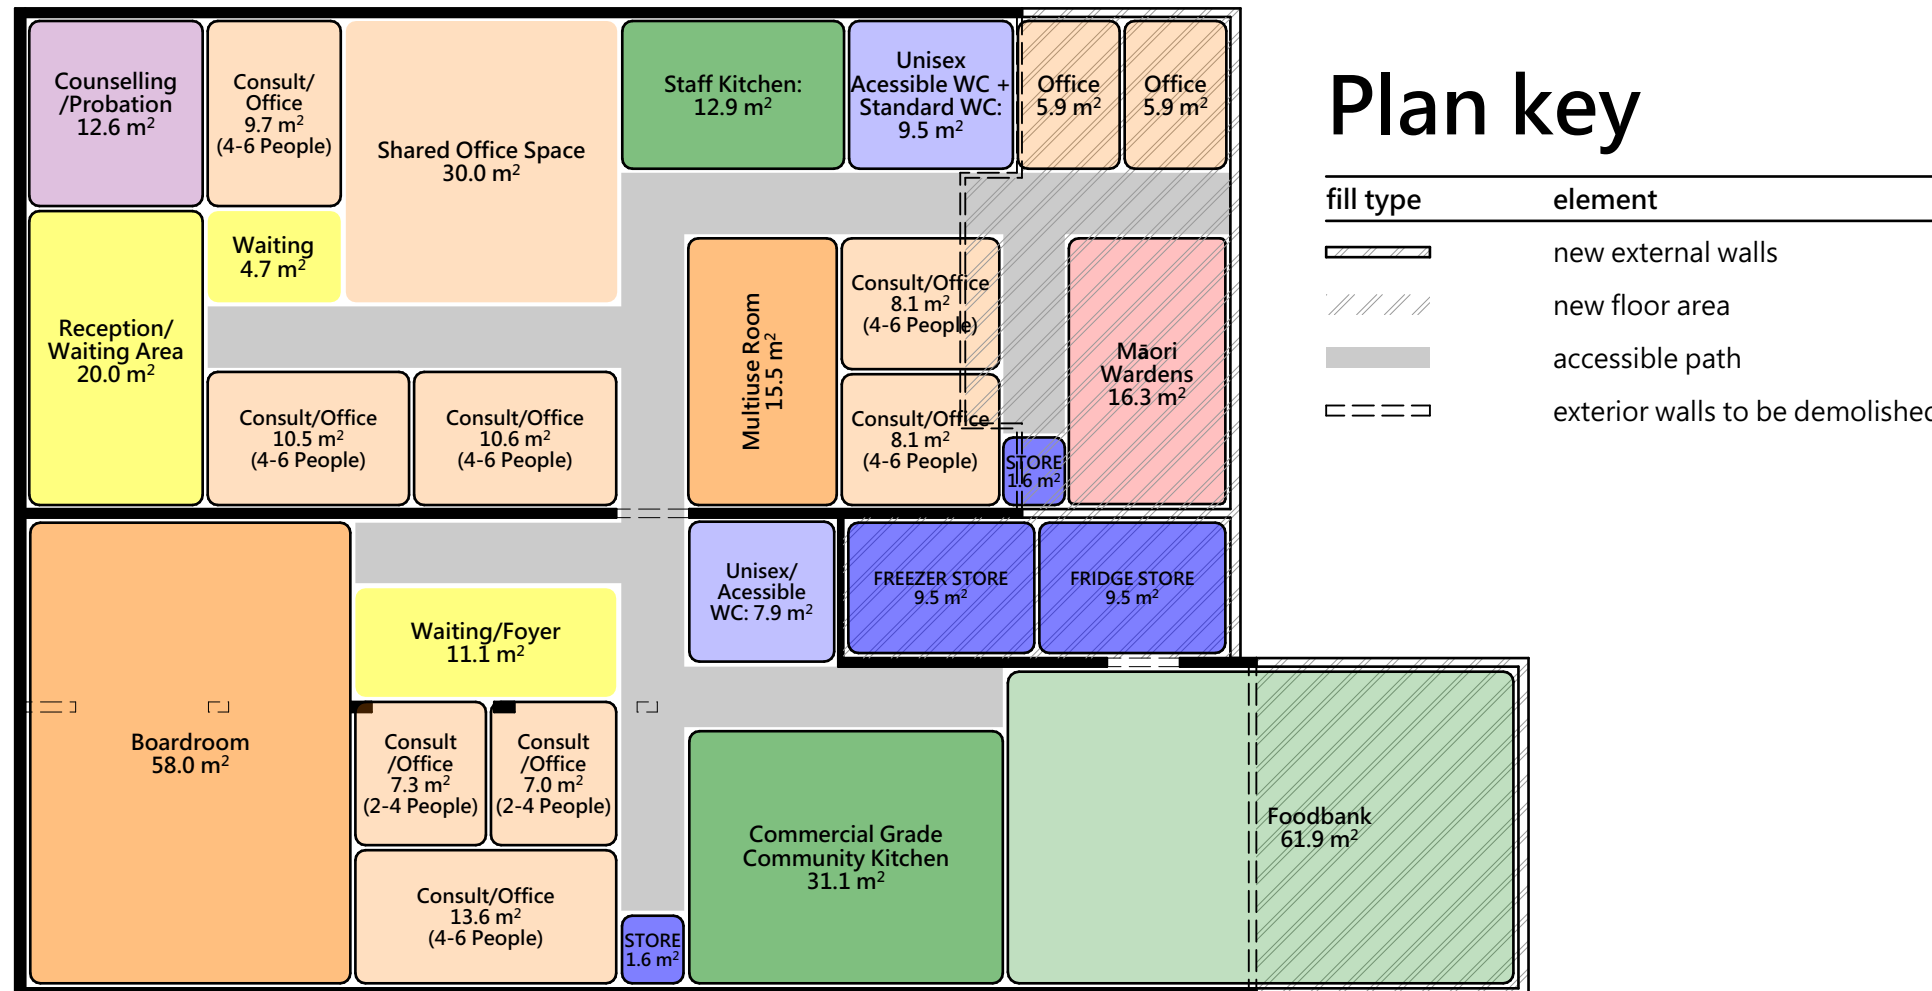 Counselling
/Probation
12.6 m²
Consult/
Office
9.7 m²
(4-6 People)
Shared Office Space
30.0 m²
Staff Kitchen:
12.9 m²
Unisex
Acessible WC +
Standard WC:
9.5 m²
Office
5.9 m²
Office
5.9 m²
Reception/
Waiting Area
20.0 m²
Waiting
4.7 m²
Consult/Office
10.5 m²
(4-6 People)
Consult/Office
10.6 m²
(4-6 People)
Multiuse Room
15.5 m²
Consult/Office
8.1 m²
(4-6 People)
Consult/Office
8.1 m²
(4-6 People)
STORE
1.6 m²
Māori
Wardens
16.3 m²
Boardroom
58.0 m²
Waiting/Foyer
11.1 m²
Unisex/
Acessible
WC: 7.9 m²
FREEZER STORE
9.5 m²
FRIDGE STORE
9.5 m²
Consult
/Office
7.3 m²
(2-4 People)
Consult
/Office
7.0 m²
(2-4 People)
Consult/Office
13.6 m²
(4-6 People)
STORE
1.6 m²
Commercial Grade
Community Kitchen
31.1 m²
Foodbank
61.9 m²
Plan key
fill type element
new external walls
new floor area
accessible path
exterior walls to be demolished